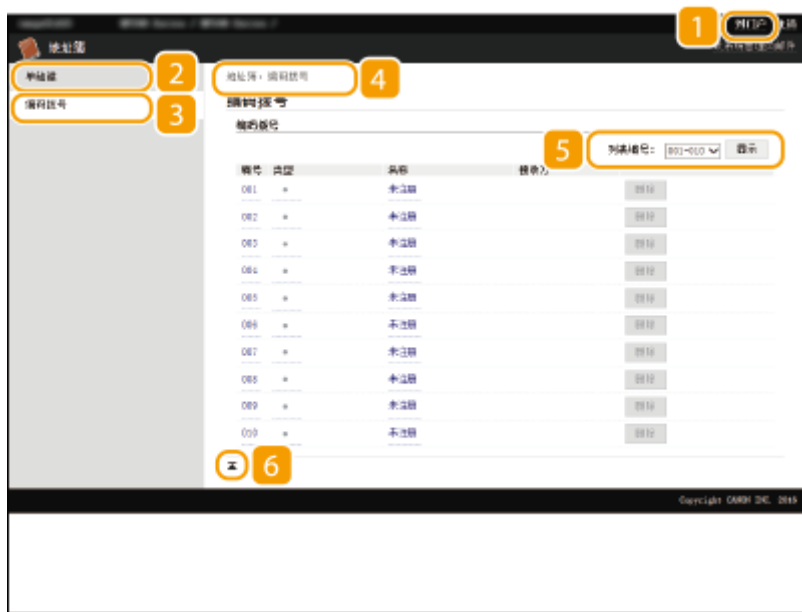 1
到门户
地址簿
单触键
2
编码拨号
3
地址簿: 编码拨号
4
编码拨号
编码拨号
5
列表编号: 001-010 显示
编号 类型 名称
001 未注册 删除
002 未注册 删除
003 未注册 删除
004 未注册 删除
005 未注册 删除
006 未注册 删除
007 未注册 删除
008 未注册 删除
009 未注册 删除
010 未注册 删除
6
Copyright CANON INC. 2015